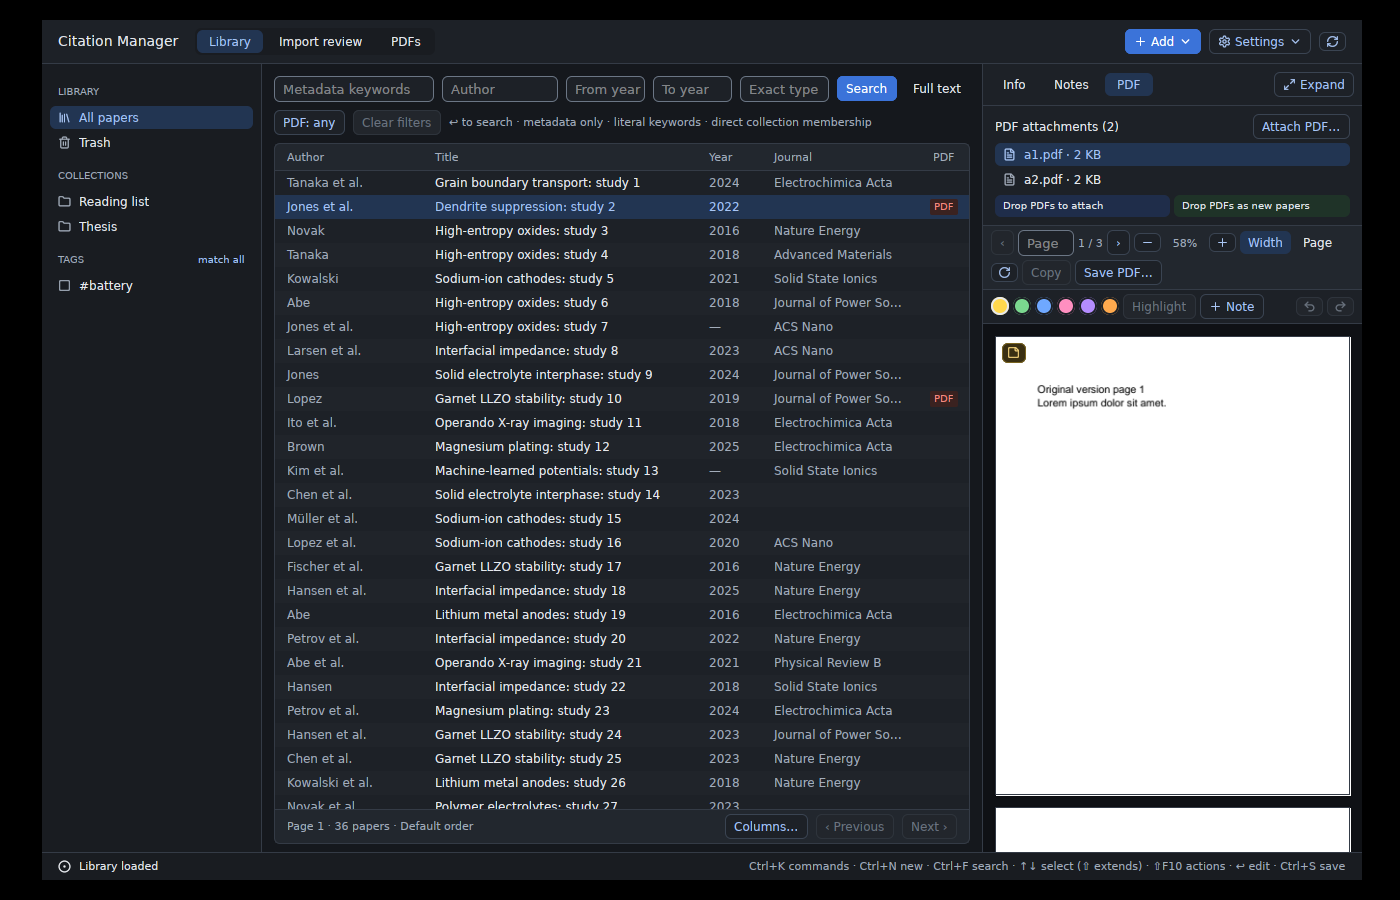 Citation Manager Library Import review PDFs + Add Settings
LIBRARY
All papers
Trash
COLLECTIONS
Reading list
Thesis
TAGS match all
#battery
Metadata keywords Author From year To year Exact type Search Full text
PDF: any Clear filters ↩ to search · metadata only · literal keywords · direct collection membership
Author Title Year Journal PDF
Tanaka et al. Grain boundary transport: study 1 2024 Electrochimica Acta
Jones et al. Dendrite suppression: study 2 2022 PDF
Novak High-entropy oxides: study 3 2016 Nature Energy
Tanaka High-entropy oxides: study 4 2018 Advanced Materials
Kowalski Sodium-ion cathodes: study 5 2021 Solid State Ionics
Abe High-entropy oxides: study 6 2018 Journal of Power So...
Jones et al. High-entropy oxides: study 7 — ACS Nano
Larsen et al. Interfacial impedance: study 8 2023 ACS Nano
Jones Solid electrolyte interphase: study 9 2024 Journal of Power So...
Lopez Garnet LLZO stability: study 10 2019 Journal of Power So... PDF
Ito et al. Operando X-ray imaging: study 11 2018 Electrochimica Acta
Brown Magnesium plating: study 12 2025 Electrochimica Acta
Kim et al. Machine-learned potentials: study 13 — Solid State Ionics
Chen et al. Solid electrolyte interphase: study 14 2023
Müller et al. Sodium-ion cathodes: study 15 2024
Lopez et al. Sodium-ion cathodes: study 16 2020 ACS Nano
Fischer et al. Garnet LLZO stability: study 17 2016 Nature Energy
Hansen et al. Interfacial impedance: study 18 2025 Nature Energy
Abe Lithium metal anodes: study 19 2016 Electrochimica Acta
Petrov et al. Interfacial impedance: study 20 2022 Nature Energy
Abe et al. Operando X-ray imaging: study 21 2021 Physical Review B
Hansen Interfacial impedance: study 22 2018 Solid State Ionics
Petrov et al. Magnesium plating: study 23 2024 Electrochimica Acta
Hansen et al. Garnet LLZO stability: study 24 2023 Journal of Power So...
Chen et al. Garnet LLZO stability: study 25 2023 Nature Energy
Kowalski et al. Lithium metal anodes: study 26 2018 Nature Energy
Novak et al. Polymer electrolytes: study 27 2023
Page 1 · 36 papers · Default order Columns... ‹ Previous Next ›
Info Notes PDF Expand
PDF attachments (2) Attach PDF...
a1.pdf · 2 KB
a2.pdf · 2 KB
Drop PDFs to attach Drop PDFs as new papers
‹ Page 1 / 3 › − 58% + Width Page
Copy Save PDF...
Highlight + Note
Original version page 1
Lorem ipsum dolor sit amet.
Library loaded Ctrl+K commands · Ctrl+N new · Ctrl+F search · ↑↓ select (⇧ extends) · ⇧F10 actions · ↩ edit · Ctrl+S save